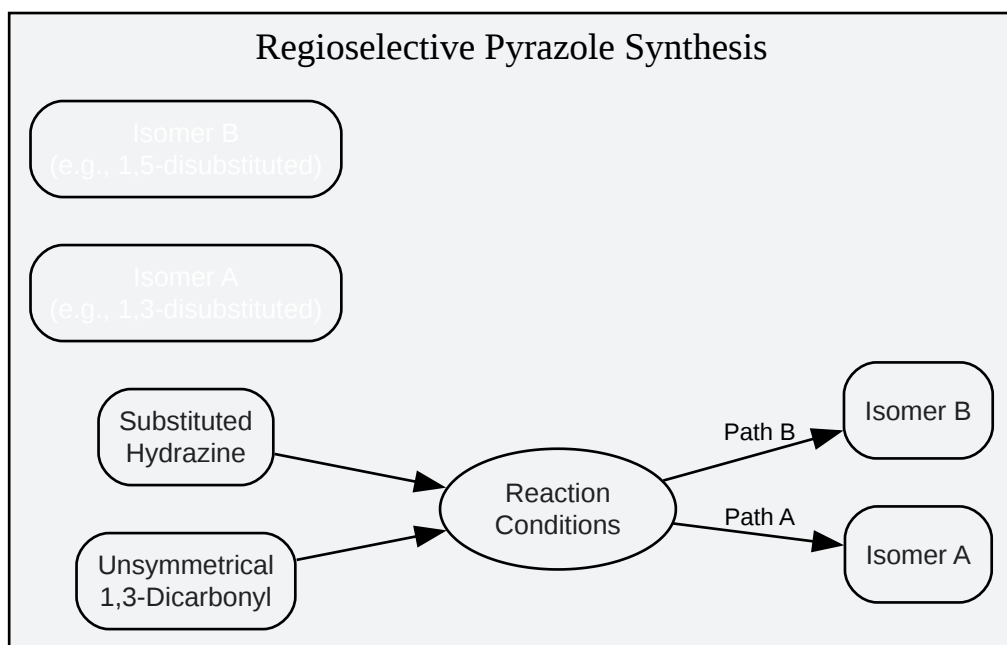 Regioselective Pyrazole Synthesis
Isomer B
(e.g., 1,5-disubstituted)
Isomer A
(e.g., 1,3-disubstituted)
Substituted
Hydrazine
Unsymmetrical
1,3-Dicarbonyl
Reaction
Conditions
Path B
Path A
Isomer B
Isomer A